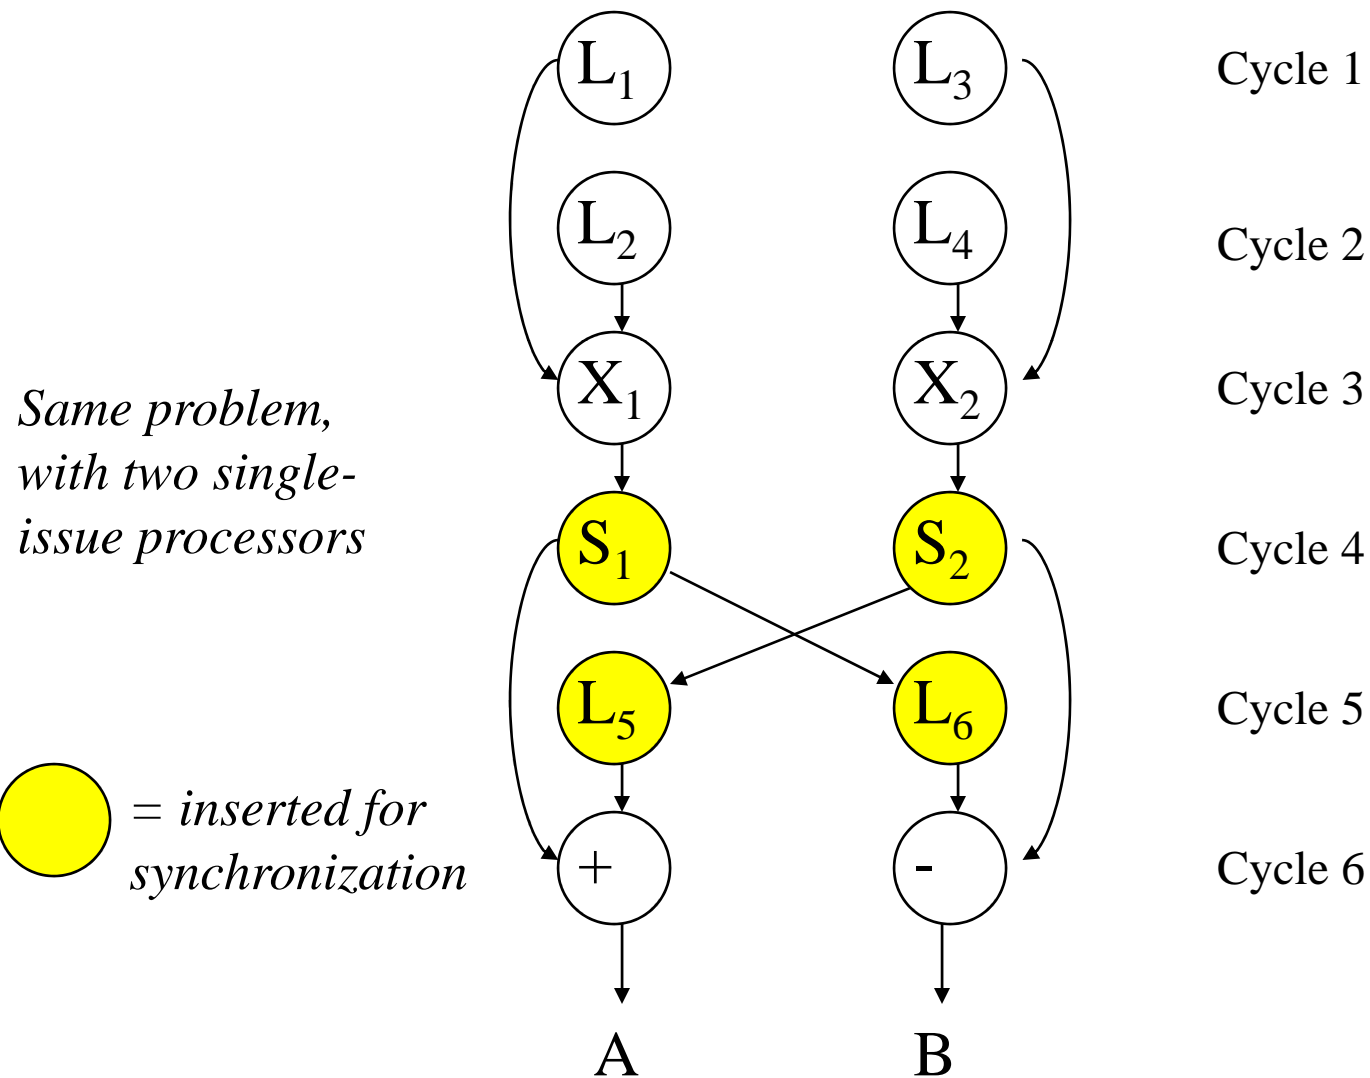 L₁ L₃ Cycle 1
L₂ L₄ Cycle 2
X₁ X₂ Cycle 3
Same problem,
with two single-
issue processors
S₁ S₂ Cycle 4
L₅ L₆ Cycle 5
= inserted for
synchronization
+ - Cycle 6
A B